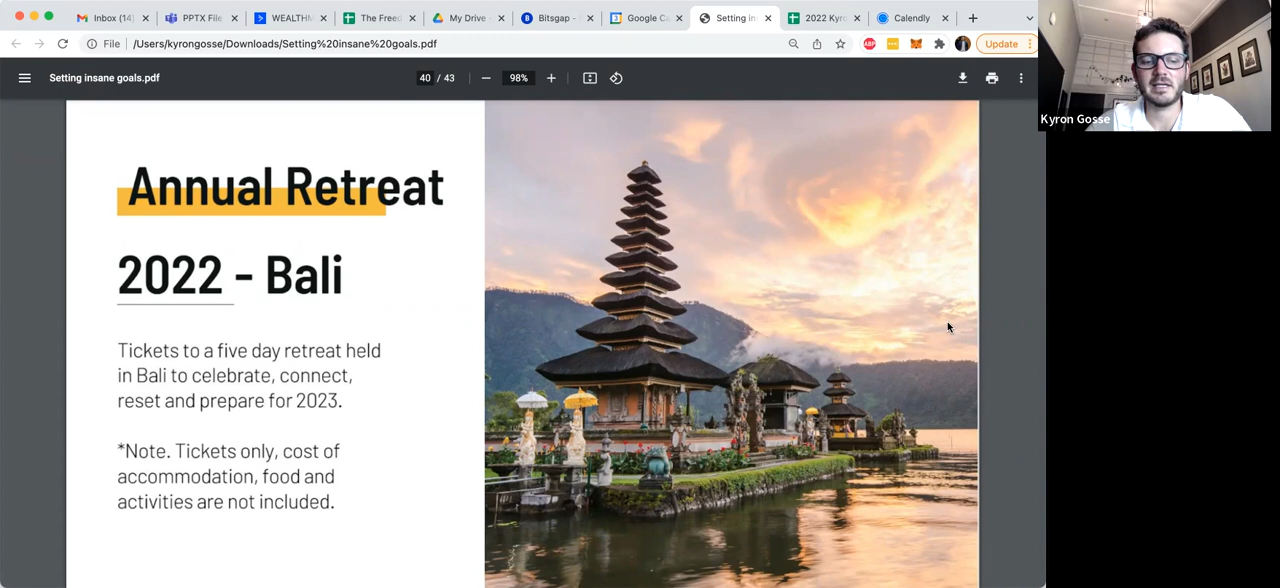 Inbox (14)
PPTX File
WEALTHM
The Freed
My Drive -
Bitsgap -
Google Ca
Setting in
2022 Kyro
Calendly
File
/Users/kyrongosse/Downloads/Setting%20insane%20goals.pdf
ABP
Update
Setting insane goals.pdf
40 / 43
98%
Kyron Gosse
Annual Retreat
2022 - Bali
Tickets to a five day retreat held
in Bali to celebrate, connect,
reset and prepare for 2023.
*Note. Tickets only, cost of
accommodation, food and
activities are not included.